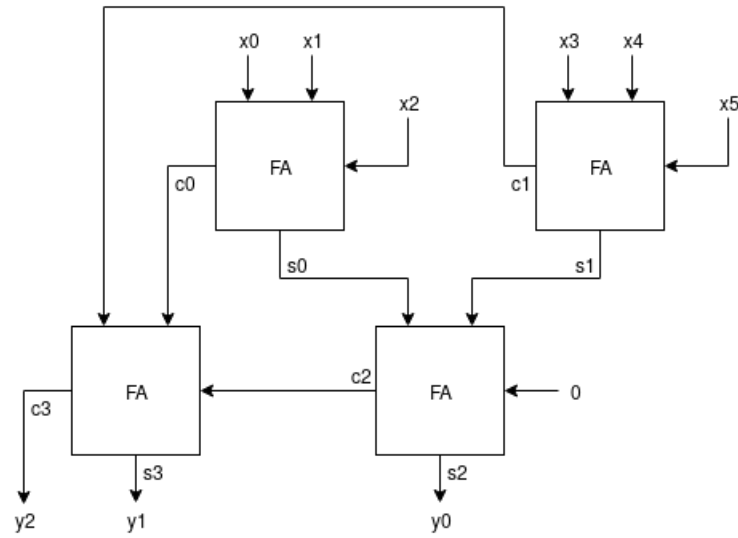 x0 x1 x3 x4
x2 x5
FA FA
c0 c1
s0 s1
c2
FA FA 0
c3
s3 s2
y2 y1 y0